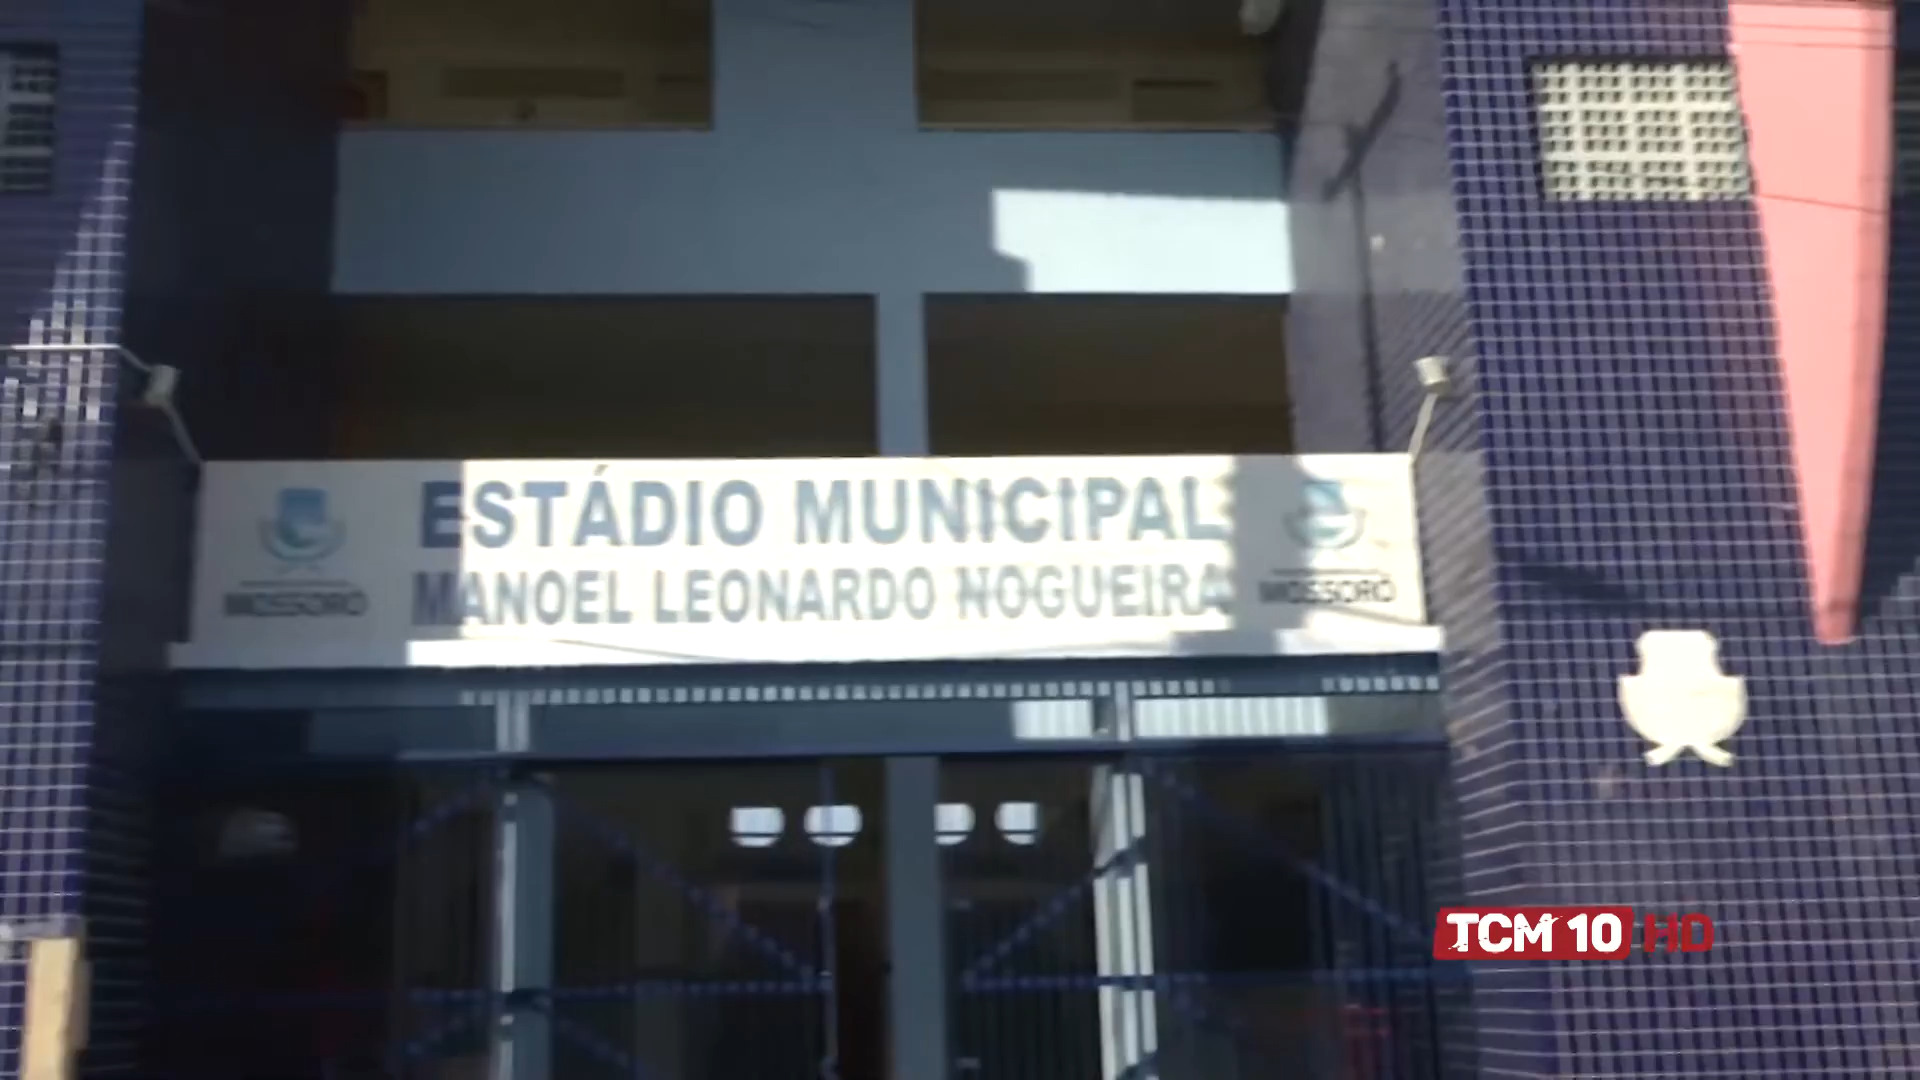 ESTÁDIO MUNICIPAL
MANOEL LEONARDO NOGUEIRA
MOSSORÓ
MOSSORÓ
TCM 10 HD